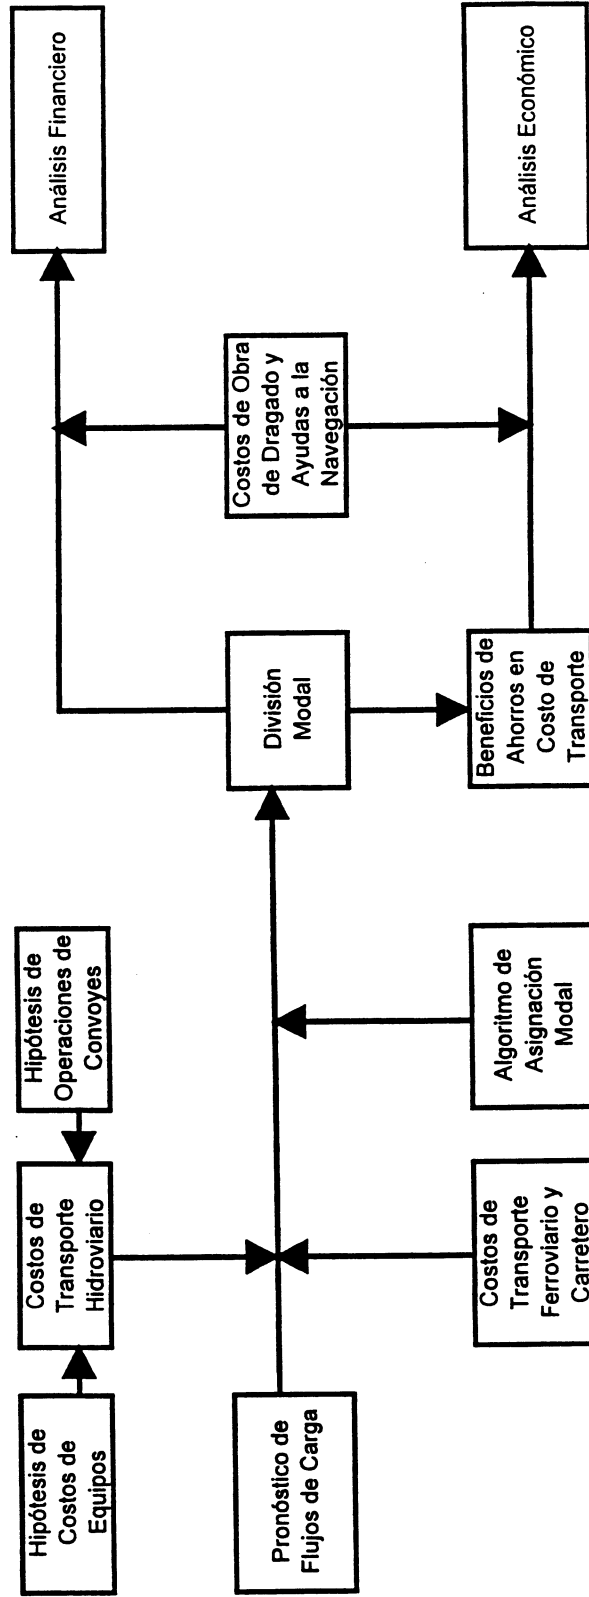 Hipótesis de
Costos de
Equipos
Costos de
Transporte
Hidroviario
Hipótesis de
Operaciones de
Convoyes
Análisis Financiero
Pronóstico de
Flujos de Carga
División
Modal
Costos de Obra
de Dragado y
Ayudas a la
Navegación
Costos de
Transporte
Ferroviario y
Carretero
Algoritmo de
Asignación
Modal
Beneficios de
Ahorros en
Costo de
Transporte
Análisis Económico